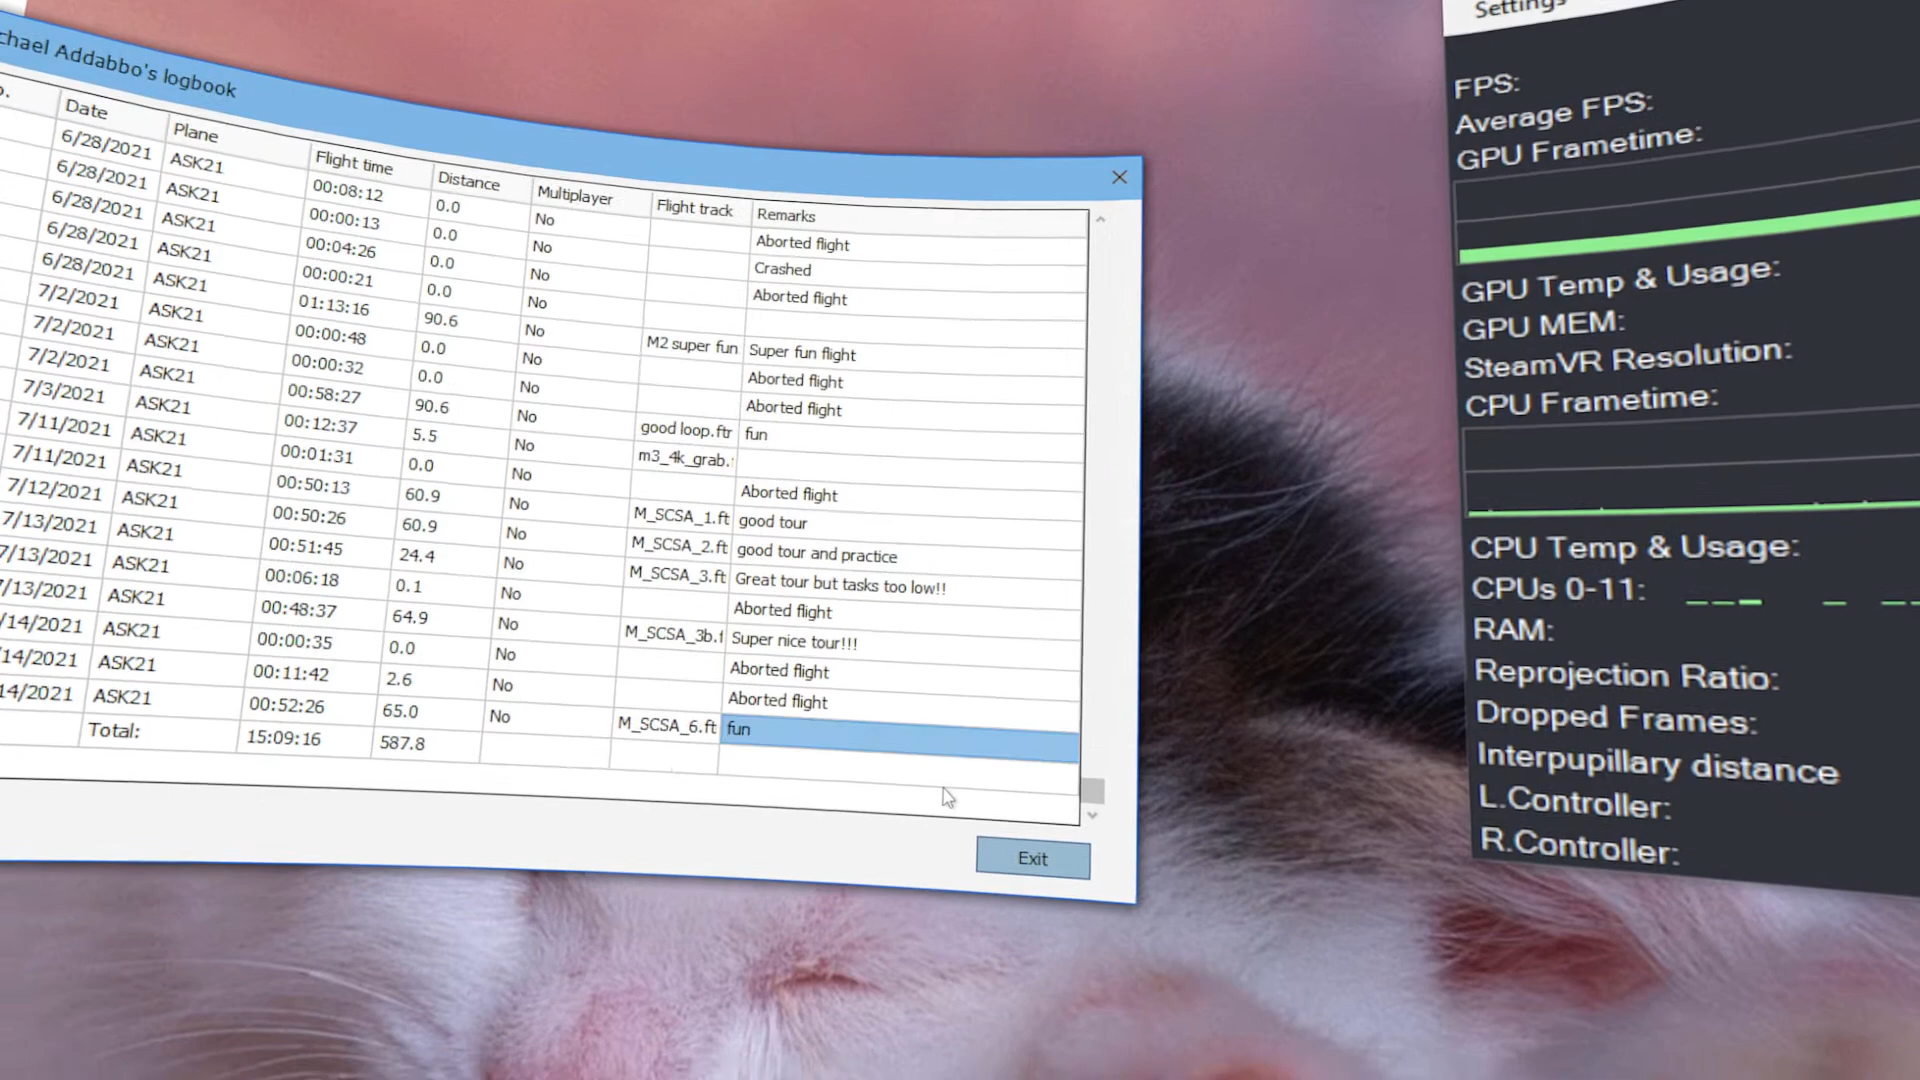 chael Addabbo's logbook
Date Plane Flight time Distance Multiplayer Flight track Remarks
6/28/2021 ASK21 00:08:12 0.0 No Aborted flight
6/28/2021 ASK21 00:00:13 0.0 No Crashed
6/28/2021 ASK21 00:04:26 0.0 No Aborted flight
6/28/2021 ASK21 00:00:21 0.0 No
6/28/2021 ASK21 01:13:16 90.6 No M2 super fun Super fun flight
7/2/2021 ASK21 00:00:48 0.0 No Aborted flight
7/2/2021 ASK21 00:00:32 0.0 No Aborted flight
7/2/2021 ASK21 00:58:27 90.6 No good loop.ftr fun
7/3/2021 ASK21 00:12:37 5.5 No m3_4k_grab.
7/11/2021 ASK21 00:01:31 0.0 No Aborted flight
7/11/2021 ASK21 00:50:13 60.9 No M_SCSA_1.ft good tour
7/12/2021 ASK21 00:50:26 60.9 No M_SCSA_2.ft good tour and practice
7/13/2021 ASK21 00:51:45 24.4 No M_SCSA_3.ft Great tour but tasks too low!!
7/13/2021 ASK21 00:06:18 0.1 No Aborted flight
7/13/2021 ASK21 00:48:37 64.9 No M_SCSA_3b.f Super nice tour!!!
/14/2021 ASK21 00:00:35 0.0 No Aborted flight
/14/2021 ASK21 00:11:42 2.6 No Aborted flight
14/2021 ASK21 00:52:26 65.0 No M_SCSA_6.ft fun
Total: 15:09:16 587.8
Exit
Settings
FPS:
Average FPS:
GPU Frametime:
GPU Temp & Usage:
GPU MEM:
SteamVR Resolution:
CPU Frametime:
CPU Temp & Usage:
CPUs 0-11:
RAM:
Reprojection Ratio:
Dropped Frames:
Interpupillary distance
L.Controller:
R.Controller: